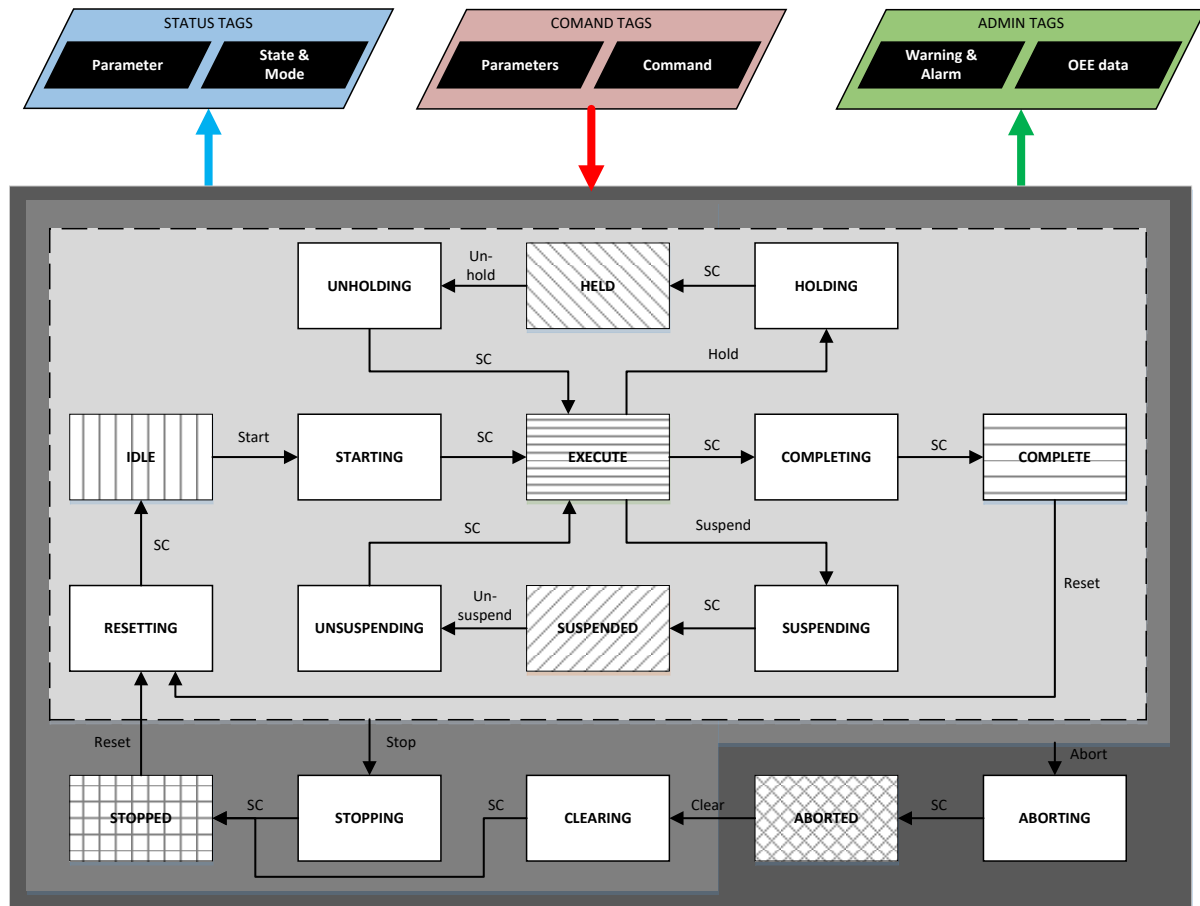 STATUS TAGS
COMAND TAGS
ADMIN TAGS
Parameter
State &
Mode
Parameters
Command
Warning &
Alarm
OEE data
UNHOLDING
Un-
hold
HELD
SC
HOLDING
SC
Hold
IDLE
Start
STARTING
SC
EXECUTE
SC
COMPLETING
SC
COMPLETE
SC
SC
Suspend
Reset
RESETTING
UNSUSPENDING
Un-
suspend
SUSPENDED
SC
SUSPENDING
Reset
Stop
Abort
STOPPED
SC
STOPPING
SC
CLEARING
Clear
ABORTED
SC
ABORTING